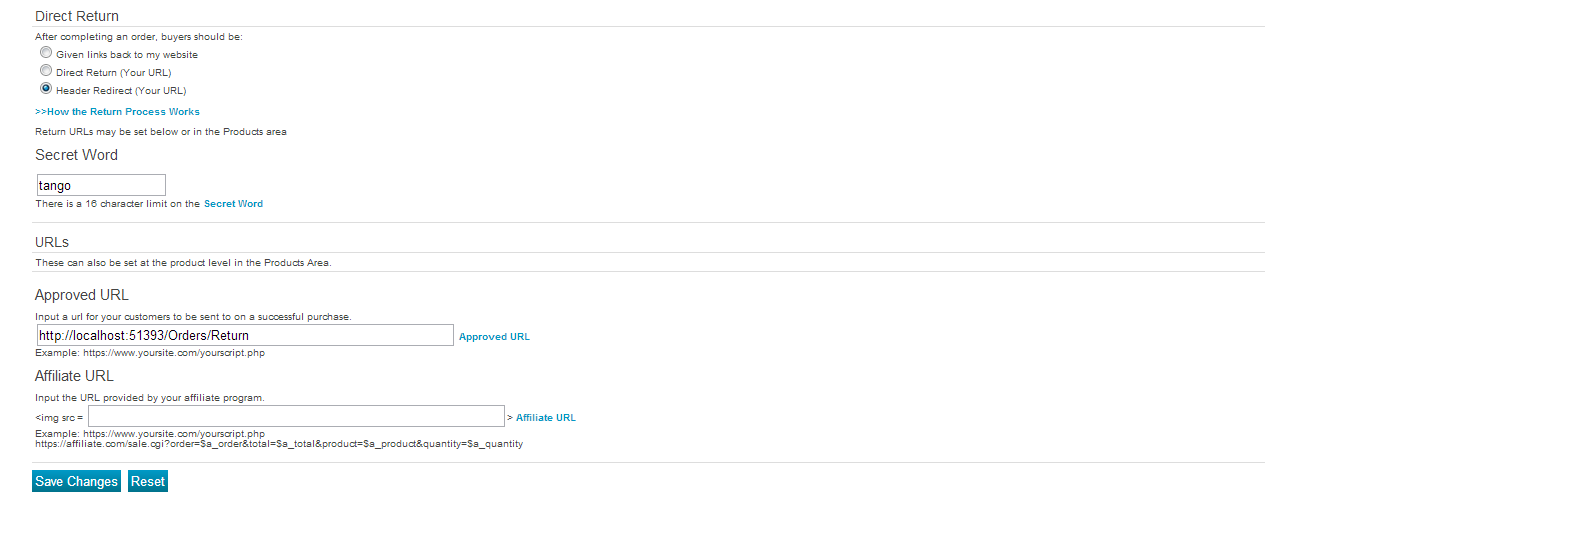 Direct Return
After completing an order, buyers should be:
Given links back to my website
Direct Return (Your URL)
Header Redirect (Your URL)
>>How the Return Process Works
Return URLs may be set below or in the Products area
Secret Word
tango
There is a 16 character limit on the Secret Word
URLs
These can also be set at the product level in the Products Area.
Approved URL
Input a url for your customers to be sent to on a successful purchase.
http://localhost:51393/Orders/Return Approved URL
Example: https://www.yoursite.com/yourscript.php
Affiliate URL
Input the URL provided by your affiliate program.
<img src = > Affiliate URL
Example: https://www.yoursite.com/yourscript.php
https://affiliate.com/sale.cgi?order=$a_order&total=$a_total&product=$a_product&quantity=$a_quantity
Save Changes Reset